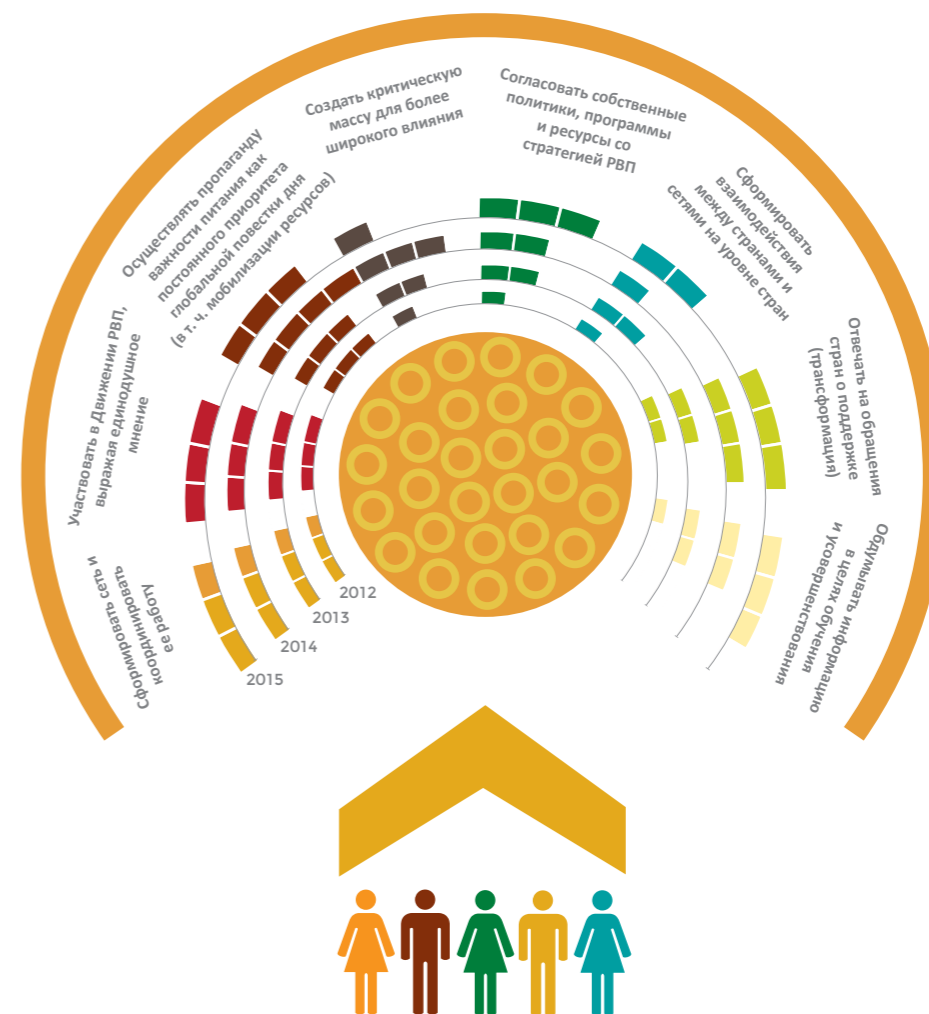 Сформировать сеть и
координировать
ее работу
Участвовать в Движении РВП,
выражая единодушное
мнение
Осуществлять пропаганду
важности питания как
постоянного приоритета
глобальной повестки дня
(в т. ч. мобилизации ресурсов)
Создать критическую
массу для более
широкого влияния
Согласовать собственные
политики, программы
и ресурсы со
стратегией РВП
Сформировать
взаимодействия
между странами и
сетями на уровне стран
Отвечать на обращения
стран о поддержке
(трансформация)
Обдумывать информацию
в целях обучения
и усовершенствования
2012
2013
2014
2015